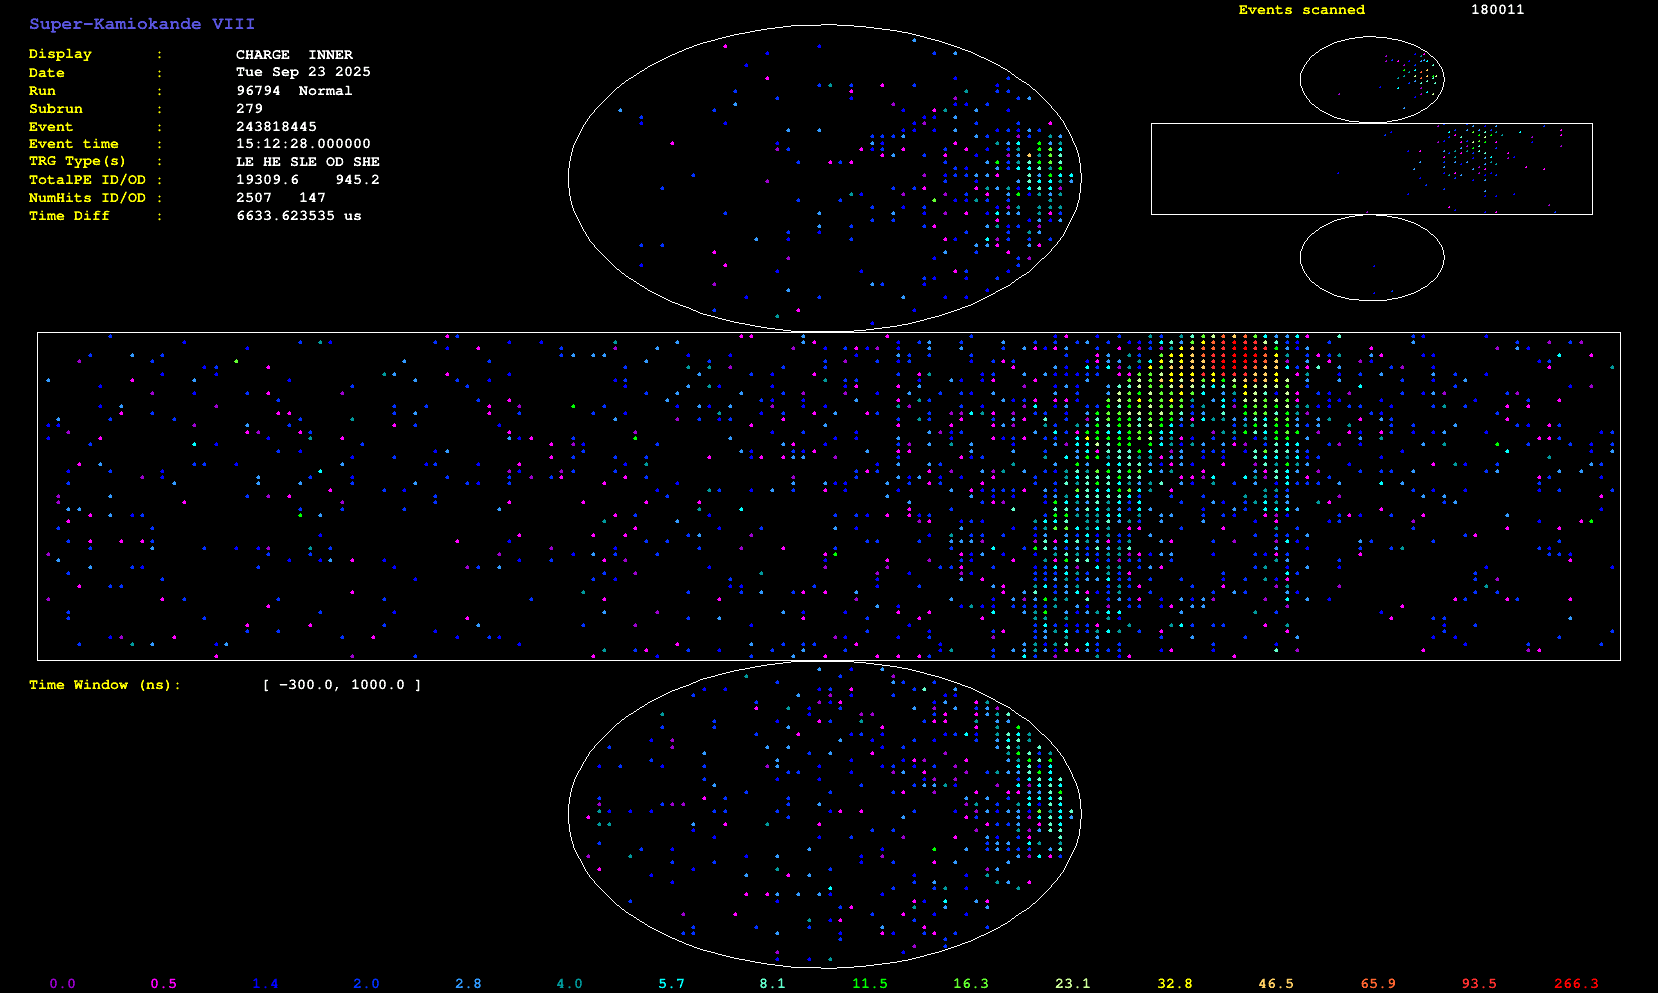 Super-Kamiokande VIII
Events scanned 180011
Display : CHARGE INNER
Date : Tue Sep 23 2025
Run : 96794 Normal
Subrun : 279
Event : 243818445
Event time : 15:12:28.000000
TRG Type(s) : LE HE SLE OD SHE
TotalPE ID/OD : 19309.6 945.2
NumHits ID/OD : 2507 147
Time Diff : 6633.623535 us
Time Window (ns): [ -300.0, 1000.0 ]
0.0 0.5 1.4 2.0 2.8 4.0 5.7 8.1 11.5 16.3 23.1 32.8 46.5 65.9 93.5 266.3